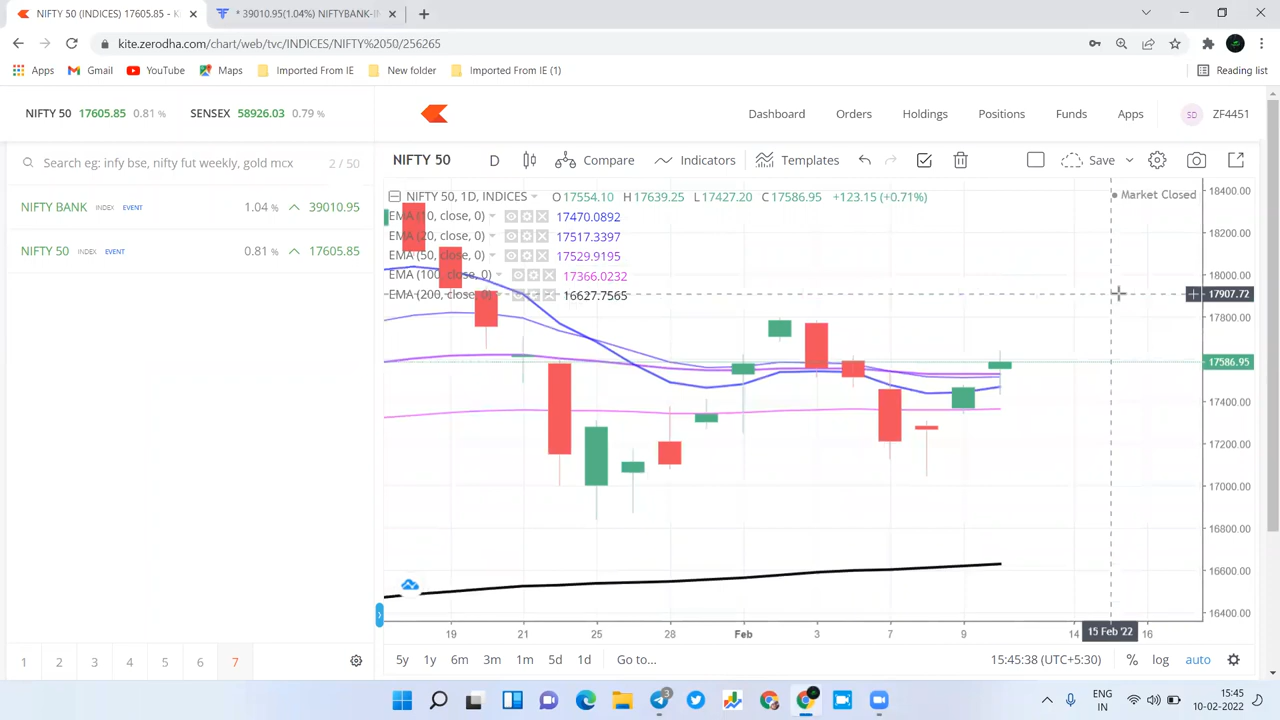 NIFTY 50 (INDICES) 17605.85 - K
* 39010.95(1.04%) NIFTYBANK-IN
kite.zerodha.com/chart/web/tvc/INDICES/NIFTY%2050/256265
Apps Gmail YouTube Maps Imported From IE New folder Imported From IE (1) Reading list
NIFTY 50 17605.85 0.81 % SENSEX 58926.03 0.79 %
Dashboard Orders Holdings Positions Funds Apps SD ZF4451
Search eg: infy bse, nifty fut weekly, gold mcx 2 / 50
NIFTY 50 D Compare Indicators Templates Save
NIFTY BANK INDEX EVENT 1.04 % 39010.95
NIFTY 50 INDEX EVENT 0.81 % 17605.85
NIFTY 50, 1D, INDICES O 17554.10 H 17639.25 L 17427.20 C 17586.95 +123.15 (+0.71%)
Market Closed
EMA (10, close, 0) 17470.0892
EMA (20, close, 0) 17517.3397
EMA (50, close, 0) 17529.9195
EMA (100, close, 0) 17366.0232
EMA (200, close, 0) 16627.7565
18400.00
18200.00
18000.00
17907.72
17800.00
17586.95
17400.00
17200.00
17000.00
16800.00
16600.00
16400.00
19 21 25 28 Feb 3 7 9 14 15 Feb '22 16
1 2 3 4 5 6 7
5y 1y 6m 3m 1m 5d 1d Go to... 15:45:38 (UTC+5:30) % log auto
3
ENG
IN
15:45
10-02-2022